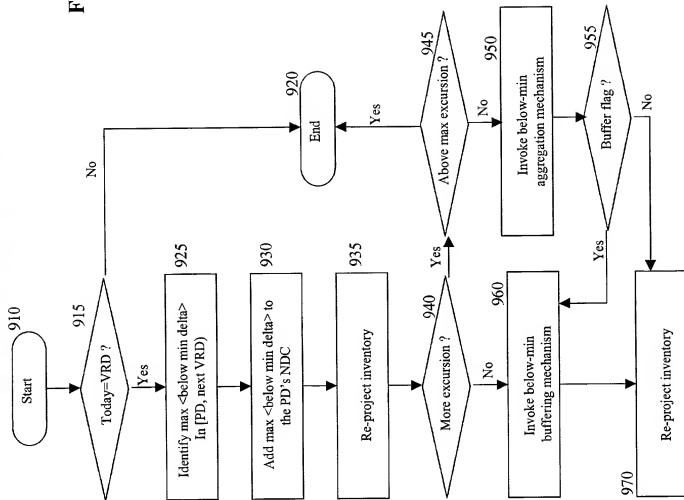 F
910
Start
915
Today=VRD ?
No
Yes
920
End
925
Identify max <below min delta>
In [PD, next VRD)
930
Add max <below min delta> to
the PD's NDC
935
Re-project inventory
940
More excursion ?
Yes
No
945
Above max excursion ?
Yes
No
950
Invoke below-min
aggregation mechanism
955
Buffer flag ?
Yes
No
960
Invoke below-min
buffering mechanism
Re-project inventory
970